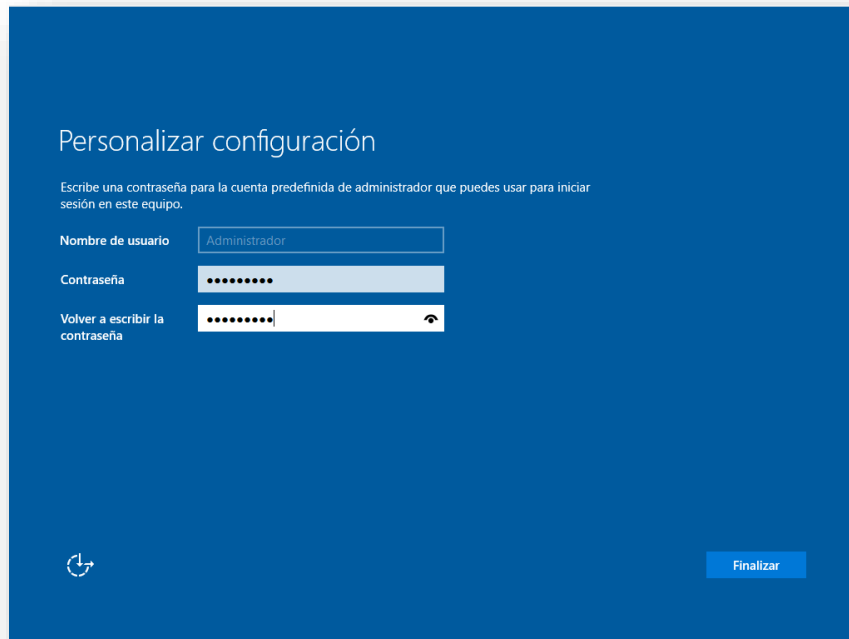 Personalizar configuración
Escribe una contraseña para la cuenta predefinida de administrador que puedes usar para iniciar
sesión en este equipo.
Nombre de usuario
Administrador
Contraseña
●●●●●●●●●
Volver a escribir la
contraseña
●●●●●●●●●
Finalizar